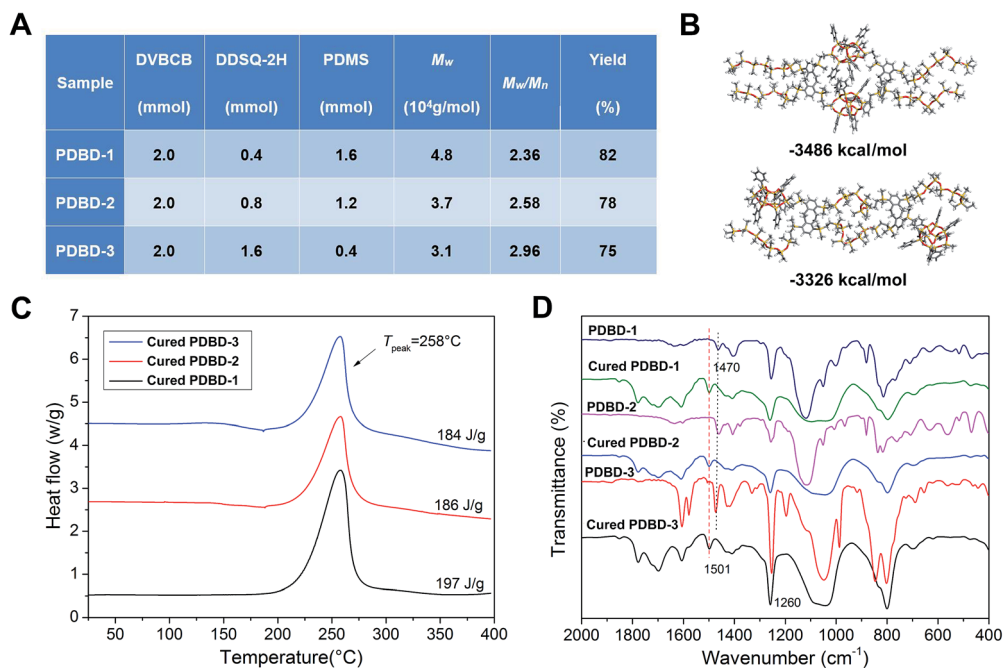 A
Sample DVBCB (mmol) DDSQ-2H (mmol) PDMS (mmol) Mw (10⁴g/mol) Mw/Mn Yield (%)
PDBD-1 2.0 0.4 1.6 4.8 2.36 82
PDBD-2 2.0 0.8 1.2 3.7 2.58 78
PDBD-3 2.0 1.6 0.4 3.1 2.96 75
B
-3486 kcal/mol
-3326 kcal/mol
C
Heat flow (w/g)
7
6
5
4
3
2
1
0
Cured PDBD-3
Cured PDBD-2
Cured PDBD-1
Tpeak=258°C
184 J/g
186 J/g
197 J/g
50 100 150 200 250 300 350 400
Temperature(°C)
D
Transmittance (%)
PDBD-1
1470
Cured PDBD-1
PDBD-2
Cured PDBD-2
PDBD-3
Cured PDBD-3
1501
1260
2000 1800 1600 1400 1200 1000 800 600 400
Wavenumber (cm⁻¹)